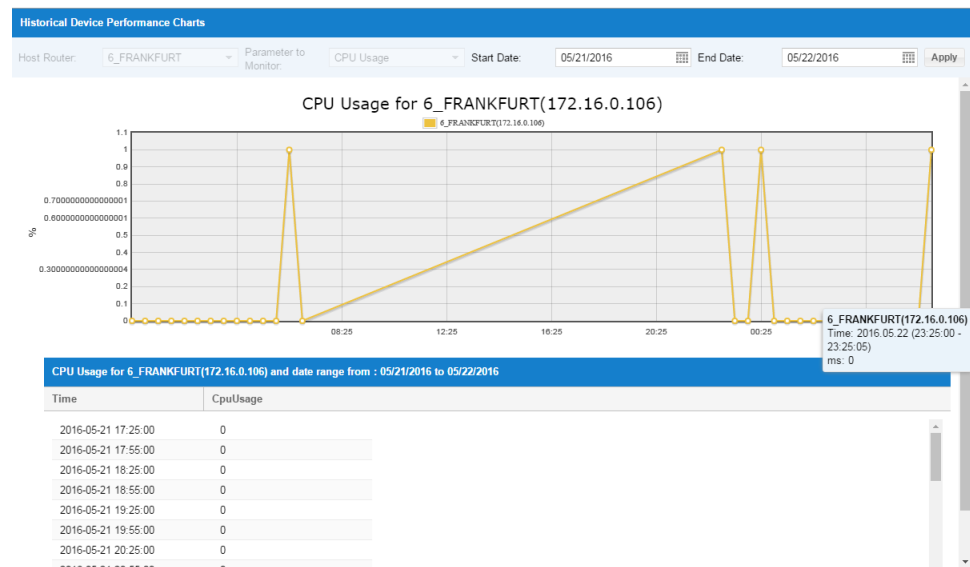 Historical Device Performance Charts
Host Router: 6_FRANKFURT Parameter to Monitor: CPU Usage Start Date: 05/21/2016 End Date: 05/22/2016 Apply
CPU Usage for 6_FRANKFURT(172.16.0.106)
6_FRANKFURT(172.16.0.106)
1.1
1
0.9
0.8
0.7000000000000001
0.6000000000000001
0.5
0.4
0.30000000000000004
0.2
0.1
0
%
08:25 12:25 16:25 20:25 00:25
6_FRANKFURT(172.16.0.106)
Time: 2016.05.22 (23:25:00 -
23:25:05)
ms: 0
CPU Usage for 6_FRANKFURT(172.16.0.106) and date range from : 05/21/2016 to 05/22/2016
Time CpuUsage
2016-05-21 17:25:00 0
2016-05-21 17:55:00 0
2016-05-21 18:25:00 0
2016-05-21 18:55:00 0
2016-05-21 19:25:00 0
2016-05-21 19:55:00 0
2016-05-21 20:25:00 0